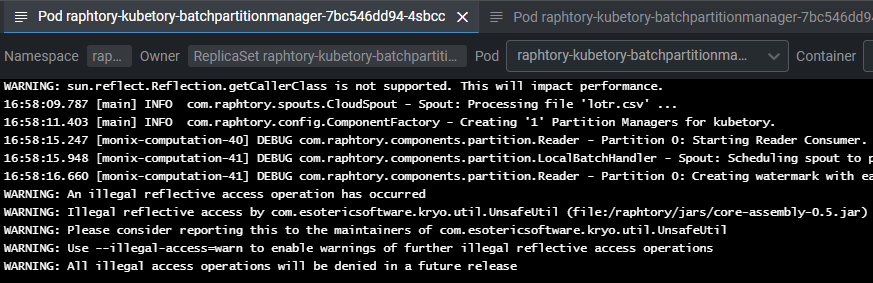 Pod raphtory-kubetory-batchpartitionmanager-7bc546dd94-4sbcc
Pod raphtory-kubetory-batchpartitionmanager-7bc546dd94
Namespace rap... Owner ReplicaSet raphtory-kubetory-batchpartiti... Pod raphtory-kubetory-batchpartitionma... Container
WARNING: sun.reflect.Reflection.getCallerClass is not supported. This will impact performance.
16:58:09.787 [main] INFO  com.raphtory.spouts.CloudSpout - Spout: Processing file 'lotr.csv' ...
16:58:11.403 [main] INFO  com.raphtory.config.ComponentFactory - Creating '1' Partition Managers for kubetory.
16:58:15.247 [monix-computation-40] DEBUG com.raphtory.components.partition.Reader - Partition 0: Starting Reader Consumer.
16:58:15.948 [monix-computation-41] DEBUG com.raphtory.components.partition.LocalBatchHandler - Spout: Scheduling spout to p
16:58:16.660 [monix-computation-41] DEBUG com.raphtory.components.partition.Reader - Partition 0: Creating watermark with ea
WARNING: An illegal reflective access operation has occurred
WARNING: Illegal reflective access by com.esotericsoftware.kryo.util.UnsafeUtil (file:/raphtory/jars/core-assembly-0.5.jar)
WARNING: Please consider reporting this to the maintainers of com.esotericsoftware.kryo.util.UnsafeUtil
WARNING: Use --illegal-access=warn to enable warnings of further illegal reflective access operations
WARNING: All illegal access operations will be denied in a future release